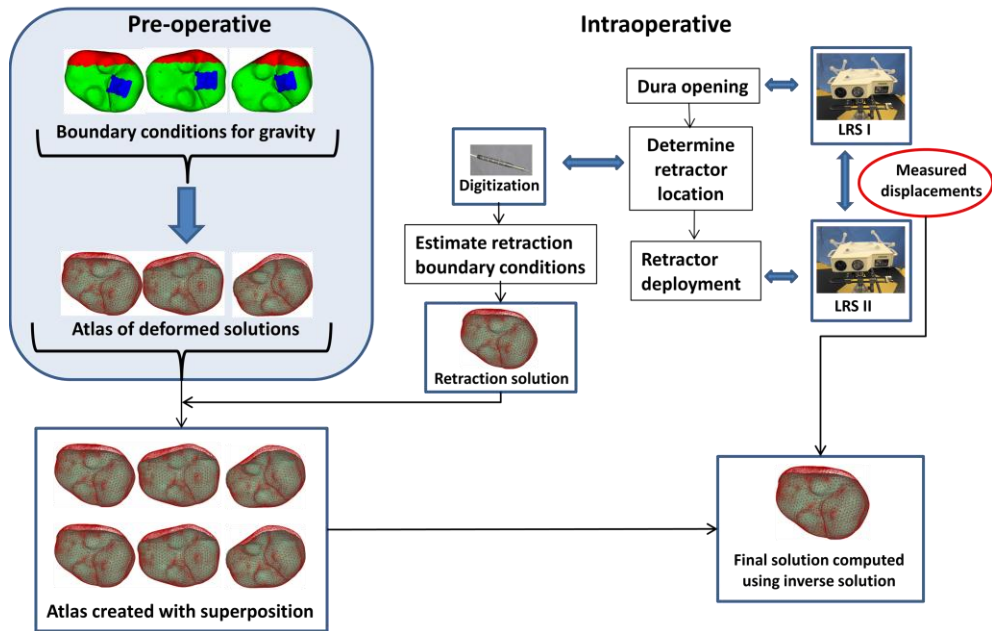 Pre-operative
Boundary conditions for gravity
Atlas of deformed solutions
Intraoperative
Dura opening
LRS I
Determine
retractor
location
Digitization
Measured
displacements
Estimate retraction
boundary conditions
Retractor
deployment
LRS II
Retraction solution
Atlas created with superposition
Final solution computed
using inverse solution